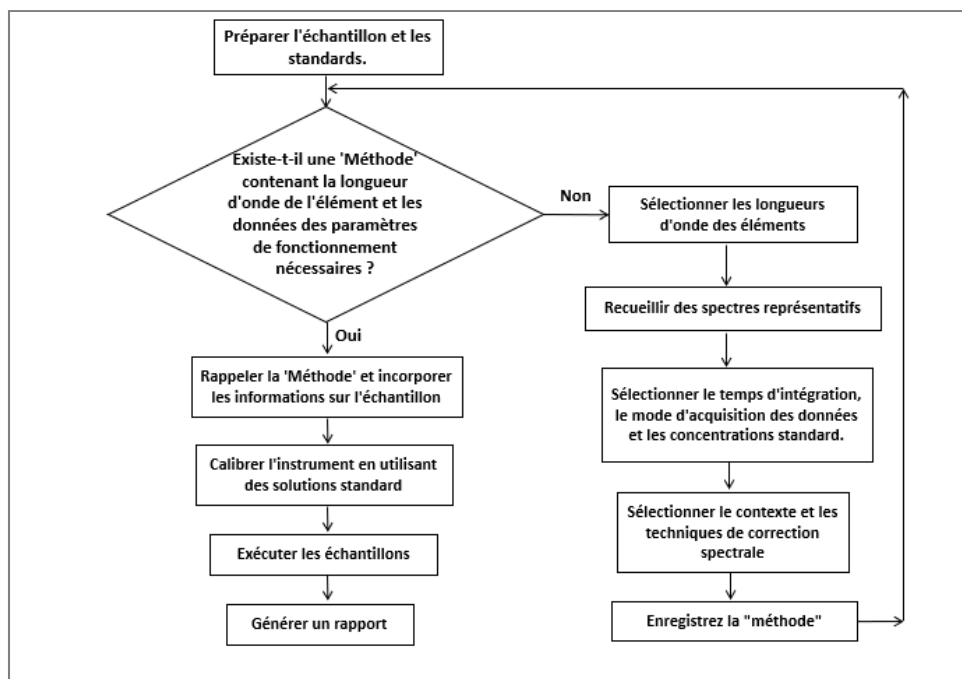 Préparer l'échantillon et les
standards.
Existe-t-il une 'Méthode'
contenant la longueur
d'onde de l'élément et les
données des paramètres
de fonctionnement
nécessaires ?
Non
Sélectionner les longueurs
d'onde des éléments
Recueillir des spectres représentatifs
Sélectionner le temps d'intégration,
le mode d'acquisition des données
et les concentrations standard.
Sélectionner le contexte et les
techniques de correction
spectrale
Enregistrez la "méthode"
Oui
Rappeler la 'Méthode' et incorporer
les informations sur l'échantillon
Calibrer l'instrument en utilisant
des solutions standard
Exécuter les échantillons
Générer un rapport